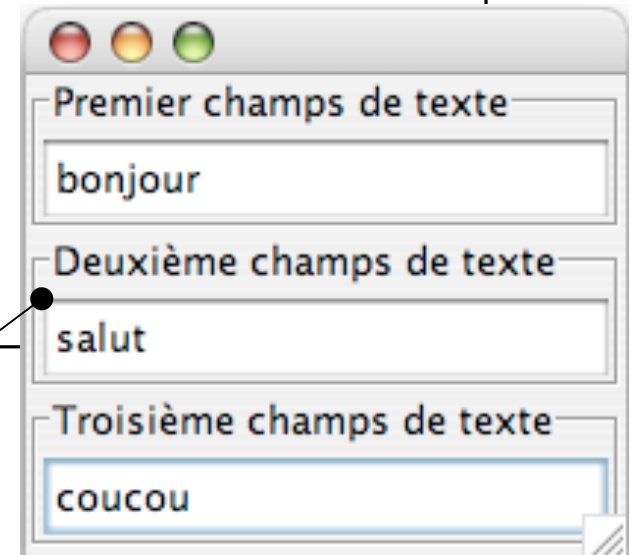 Premier champs de texte
bonjour
Deuxième champs de texte
salut
Troisième champs de texte
coucou